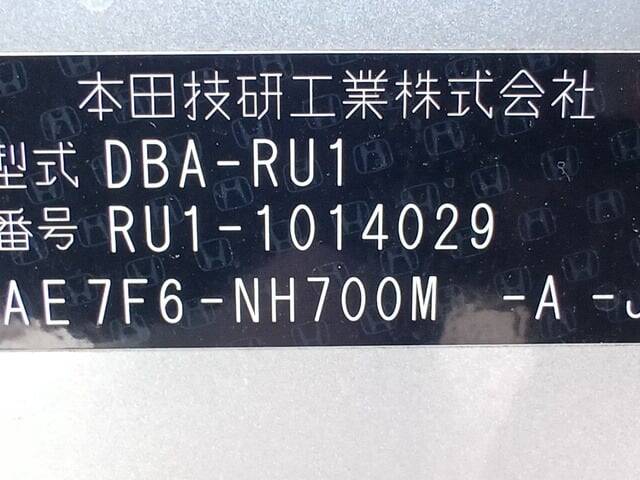 本田技研工業株式会社
型式 DBA-RU1
番号 RU1-1014029
AE7F6-NH700M -A -J